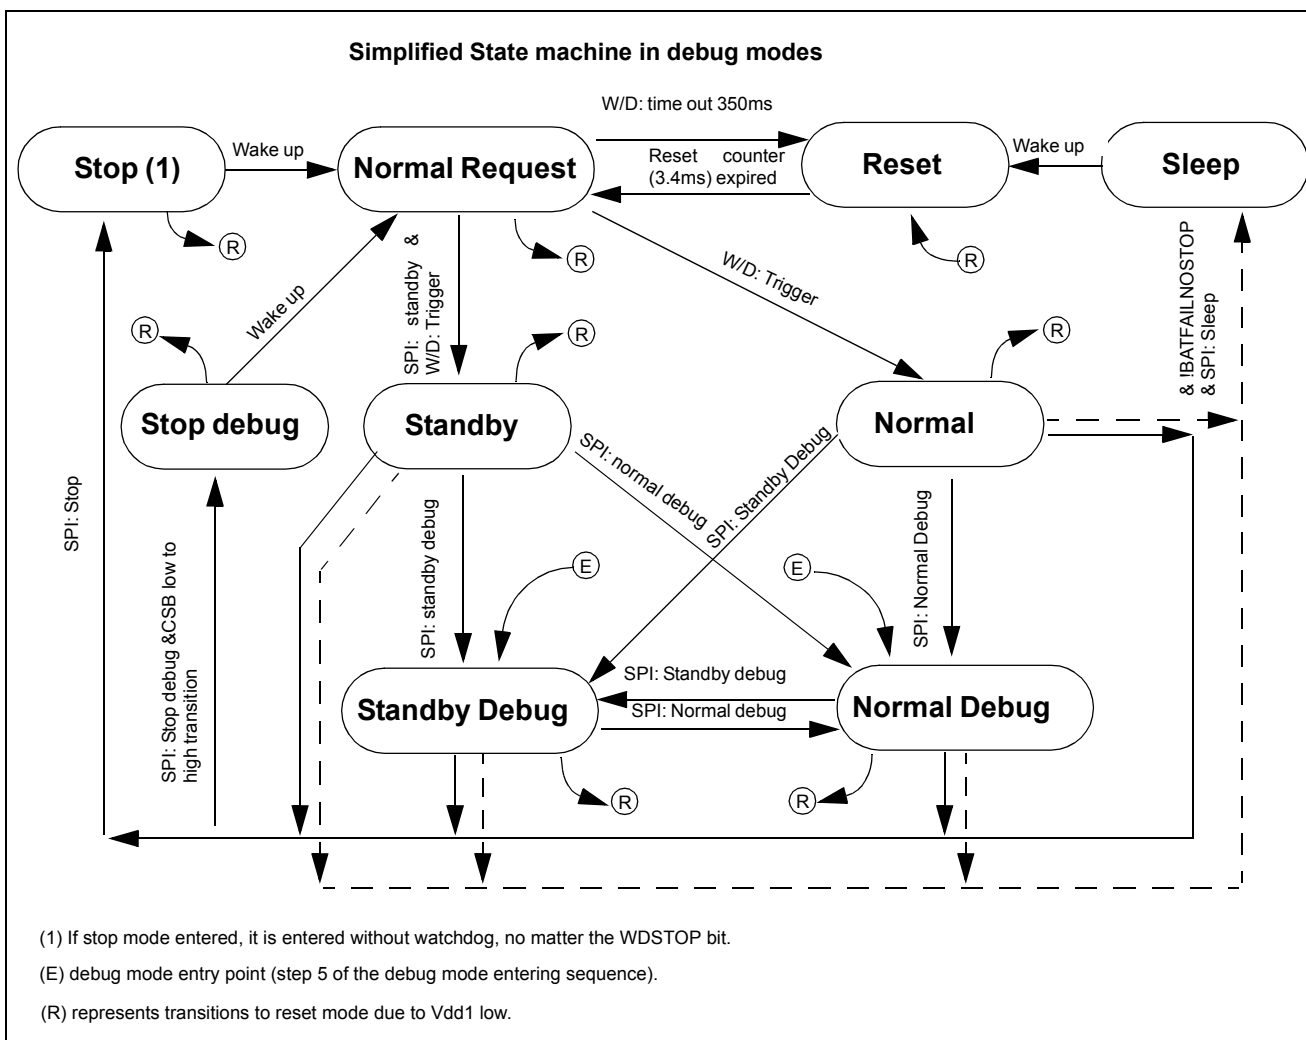 Simplified State machine in debug modes
W/D: time out 350ms
Stop (1)
Wake up
Normal Request
Reset counter
(3.4ms) expired
Reset
Wake up
Sleep
R
R
R
SPI: standby &
W/D: Trigger
W/D: Trigger
& !BATFAILNOSTOP
& SPI: Sleep
Wake up
R
R
R
Stop debug
Standby
Normal
SPI: Stop
SPI: Stop debug &CSB low to
high transition
SPI: standby debug
SPI: normal debug
SPI: Standby Debug
SPI: Normal Debug
E
E
Standby Debug
SPI: Standby debug
SPI: Normal debug
Normal Debug
R
R
(1) If stop mode entered, it is entered without watchdog, no matter the WDSTOP bit.
(E) debug mode entry point (step 5 of the debug mode entering sequence).
(R) represents transitions to reset mode due to Vdd1 low.